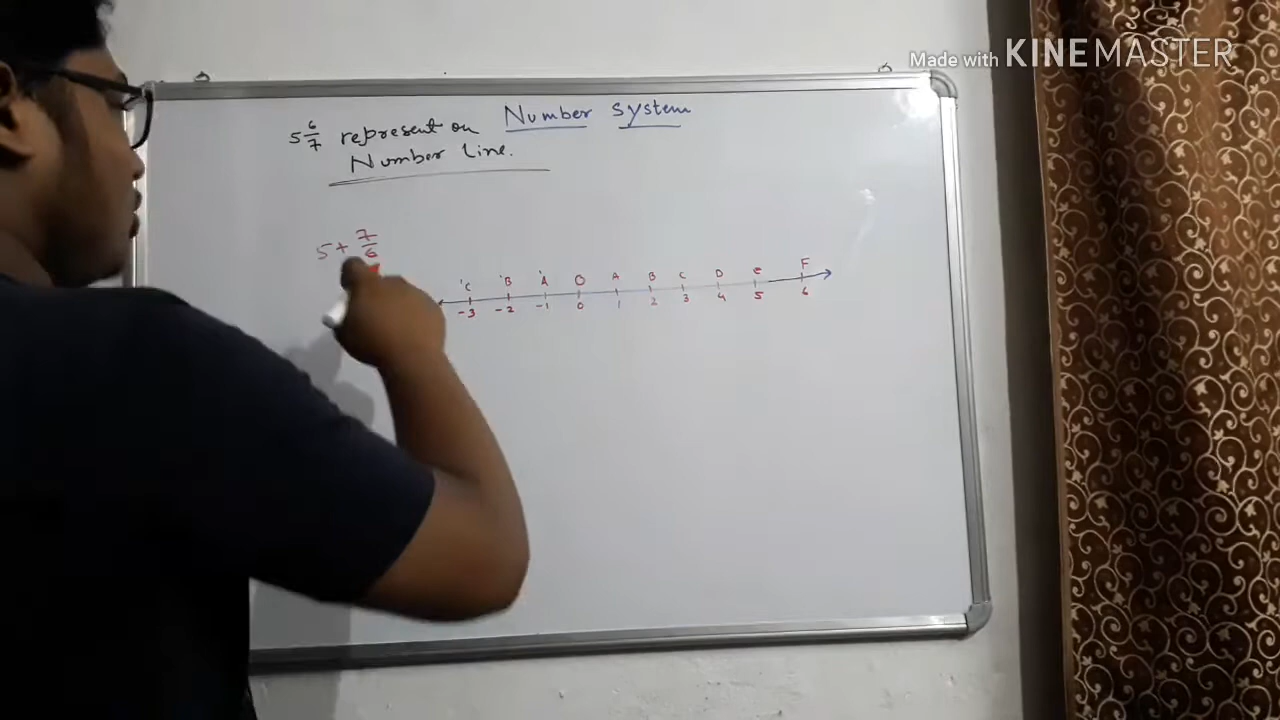 Made with KINEMASTER
Number system
5 6/7 represent on
Number line.
5 + 7/6
'C 'B 'A O A B C D e F
-3 -2 -1 0 1 2 3 4 5 6